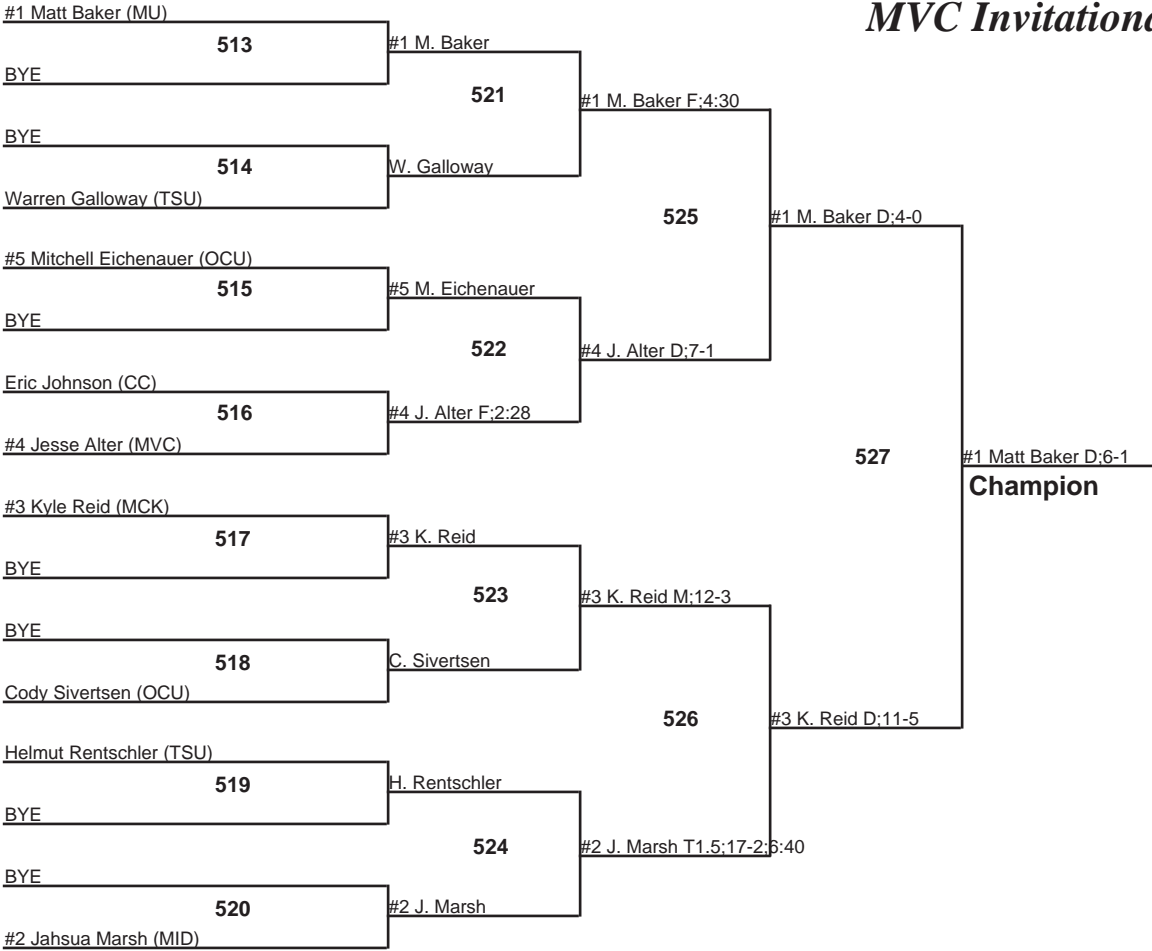 MVC Invitationa
#1 Matt Baker (MU)
513
BYE
#1 M. Baker
521
BYE
514
Warren Galloway (TSU)
W. Galloway
#1 M. Baker F;4:30
525
#5 Mitchell Eichenauer (OCU)
515
BYE
#5 M. Eichenauer
522
Eric Johnson (CC)
516
#4 Jesse Alter (MVC)
#4 J. Alter F;2:28
#4 J. Alter D;7-1
#1 M. Baker D;4-0
527
#1 Matt Baker D;6-1
Champion
#3 Kyle Reid (MCK)
517
BYE
#3 K. Reid
523
BYE
518
Cody Sivertsen (OCU)
C. Sivertsen
#3 K. Reid M;12-3
526
#3 K. Reid D;11-5
Helmut Rentschler (TSU)
519
BYE
H. Rentschler
524
BYE
520
#2 Jahsua Marsh (MID)
#2 J. Marsh
#2 J. Marsh T1.5;17-2;6:40